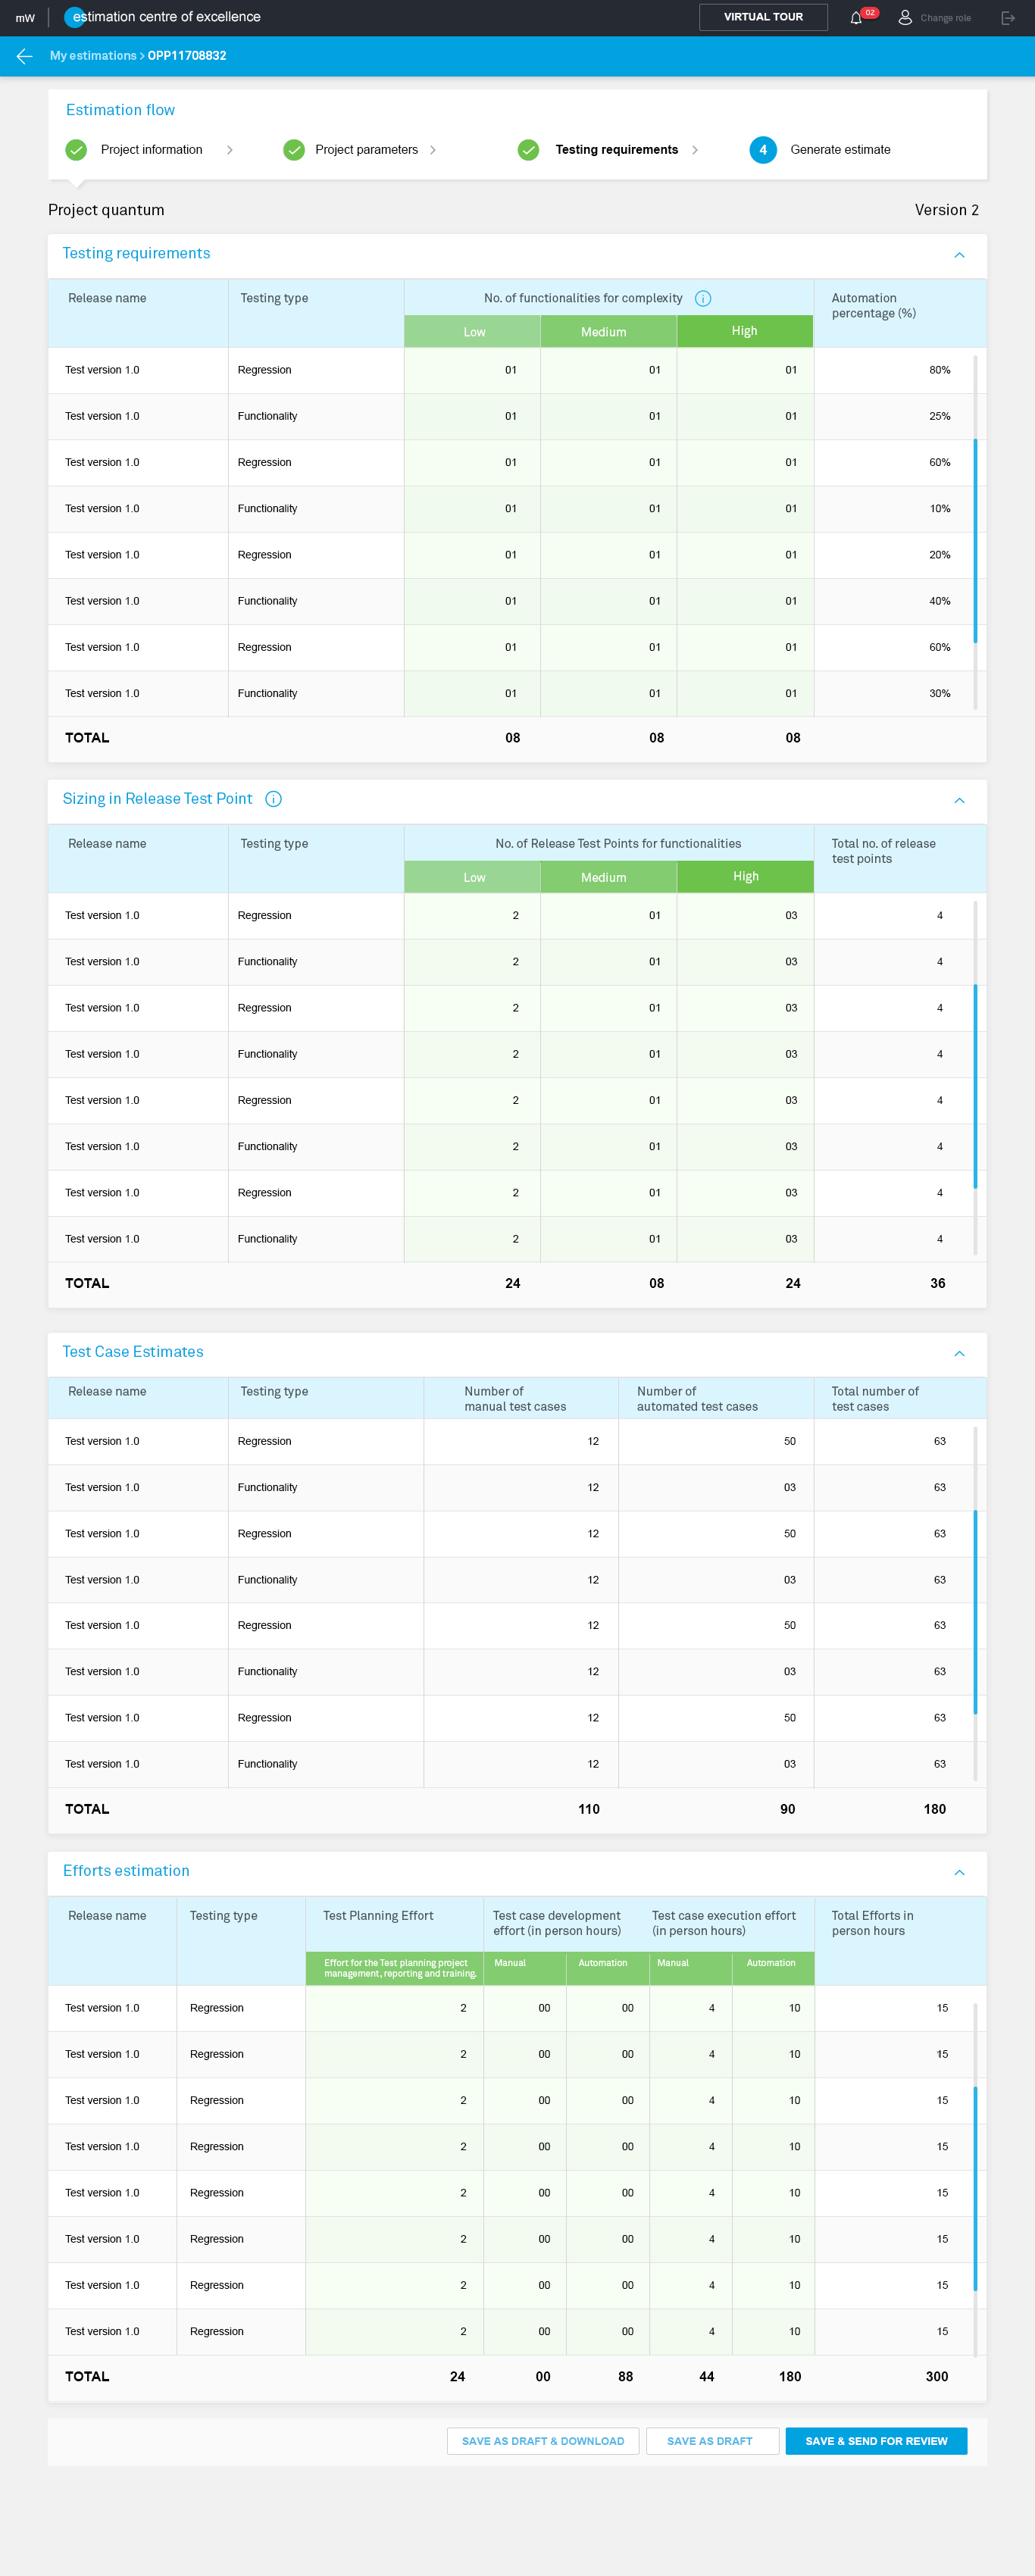 mW estimation centre of excellence VIRTUAL TOUR 02 Change role
My estimations > OPP11708832
Estimation flow
Project information Project parameters Testing requirements 4 Generate estimate
Project quantum Version 2
Testing requirements
Release name Testing type No. of functionalities for complexity Automation
percentage (%)
Low Medium High
Test version 1.0 Regression 01 01 01 80%
Test version 1.0 Functionality 01 01 01 25%
Test version 1.0 Regression 01 01 01 60%
Test version 1.0 Functionality 01 01 01 10%
Test version 1.0 Regression 01 01 01 20%
Test version 1.0 Functionality 01 01 01 40%
Test version 1.0 Regression 01 01 01 60%
Test version 1.0 Functionality 01 01 01 30%
TOTAL 08 08 08
Sizing in Release Test Point
Release name Testing type No. of Release Test Points for functionalities Total no. of release
test points
Low Medium High
Test version 1.0 Regression 2 01 03 4
Test version 1.0 Functionality 2 01 03 4
Test version 1.0 Regression 2 01 03 4
Test version 1.0 Functionality 2 01 03 4
Test version 1.0 Regression 2 01 03 4
Test version 1.0 Functionality 2 01 03 4
Test version 1.0 Regression 2 01 03 4
Test version 1.0 Functionality 2 01 03 4
TOTAL 24 08 24 36
Test Case Estimates
Release name Testing type Number of Number of Total number of
manual test cases automated test cases test cases
Test version 1.0 Regression 12 50 63
Test version 1.0 Functionality 12 03 63
Test version 1.0 Regression 12 50 63
Test version 1.0 Functionality 12 03 63
Test version 1.0 Regression 12 50 63
Test version 1.0 Functionality 12 03 63
Test version 1.0 Regression 12 50 63
Test version 1.0 Functionality 12 03 63
TOTAL 110 90 180
Efforts estimation
Release name Testing type Test Planning Effort Test case development Test case execution effort Total Efforts in
effort (in person hours) (in person hours) person hours
Effort for the Test planning project Manual Automation Manual Automation
management, reporting and training.
Test version 1.0 Regression 2 00 00 4 10 15
Test version 1.0 Regression 2 00 00 4 10 15
Test version 1.0 Regression 2 00 00 4 10 15
Test version 1.0 Regression 2 00 00 4 10 15
Test version 1.0 Regression 2 00 00 4 10 15
Test version 1.0 Regression 2 00 00 4 10 15
Test version 1.0 Regression 2 00 00 4 10 15
Test version 1.0 Regression 2 00 00 4 10 15
TOTAL 24 00 88 44 180 300
SAVE AS DRAFT & DOWNLOAD SAVE AS DRAFT SAVE & SEND FOR REVIEW